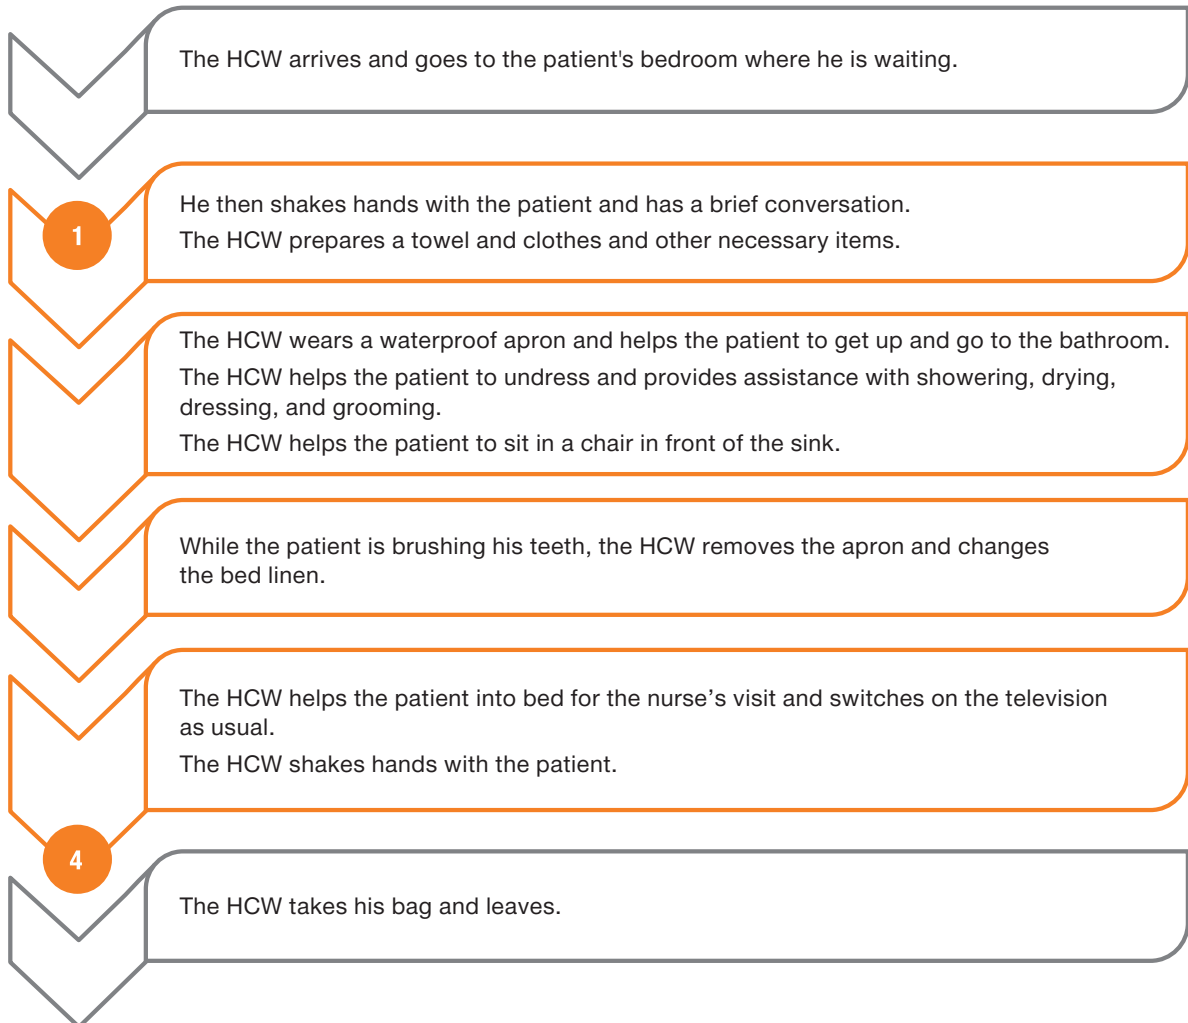 The HCW arrives and goes to the patient's bedroom where he is waiting.
1
He then shakes hands with the patient and has a brief conversation.
The HCW prepares a towel and clothes and other necessary items.
The HCW wears a waterproof apron and helps the patient to get up and go to the bathroom.
The HCW helps the patient to undress and provides assistance with showering, drying,
dressing, and grooming.
The HCW helps the patient to sit in a chair in front of the sink.
While the patient is brushing his teeth, the HCW removes the apron and changes
the bed linen.
The HCW helps the patient into bed for the nurse’s visit and switches on the television
as usual.
The HCW shakes hands with the patient.
4
The HCW takes his bag and leaves.